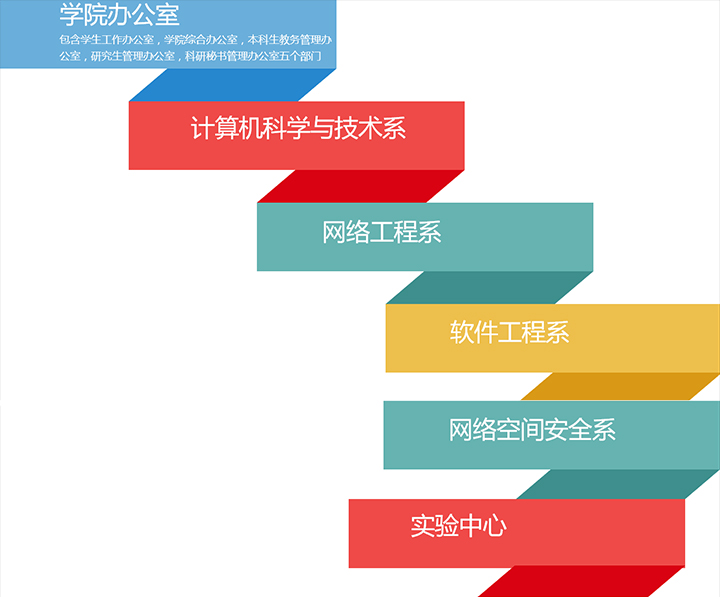 学院办公室
包含学生工作办公室，学院综合办公室，本科生教务管理办
公室，研究生管理办公室，科研秘书管理办公室五个部门
计算机科学与技术系
网络工程系
软件工程系
网络空间安全系
实验中心